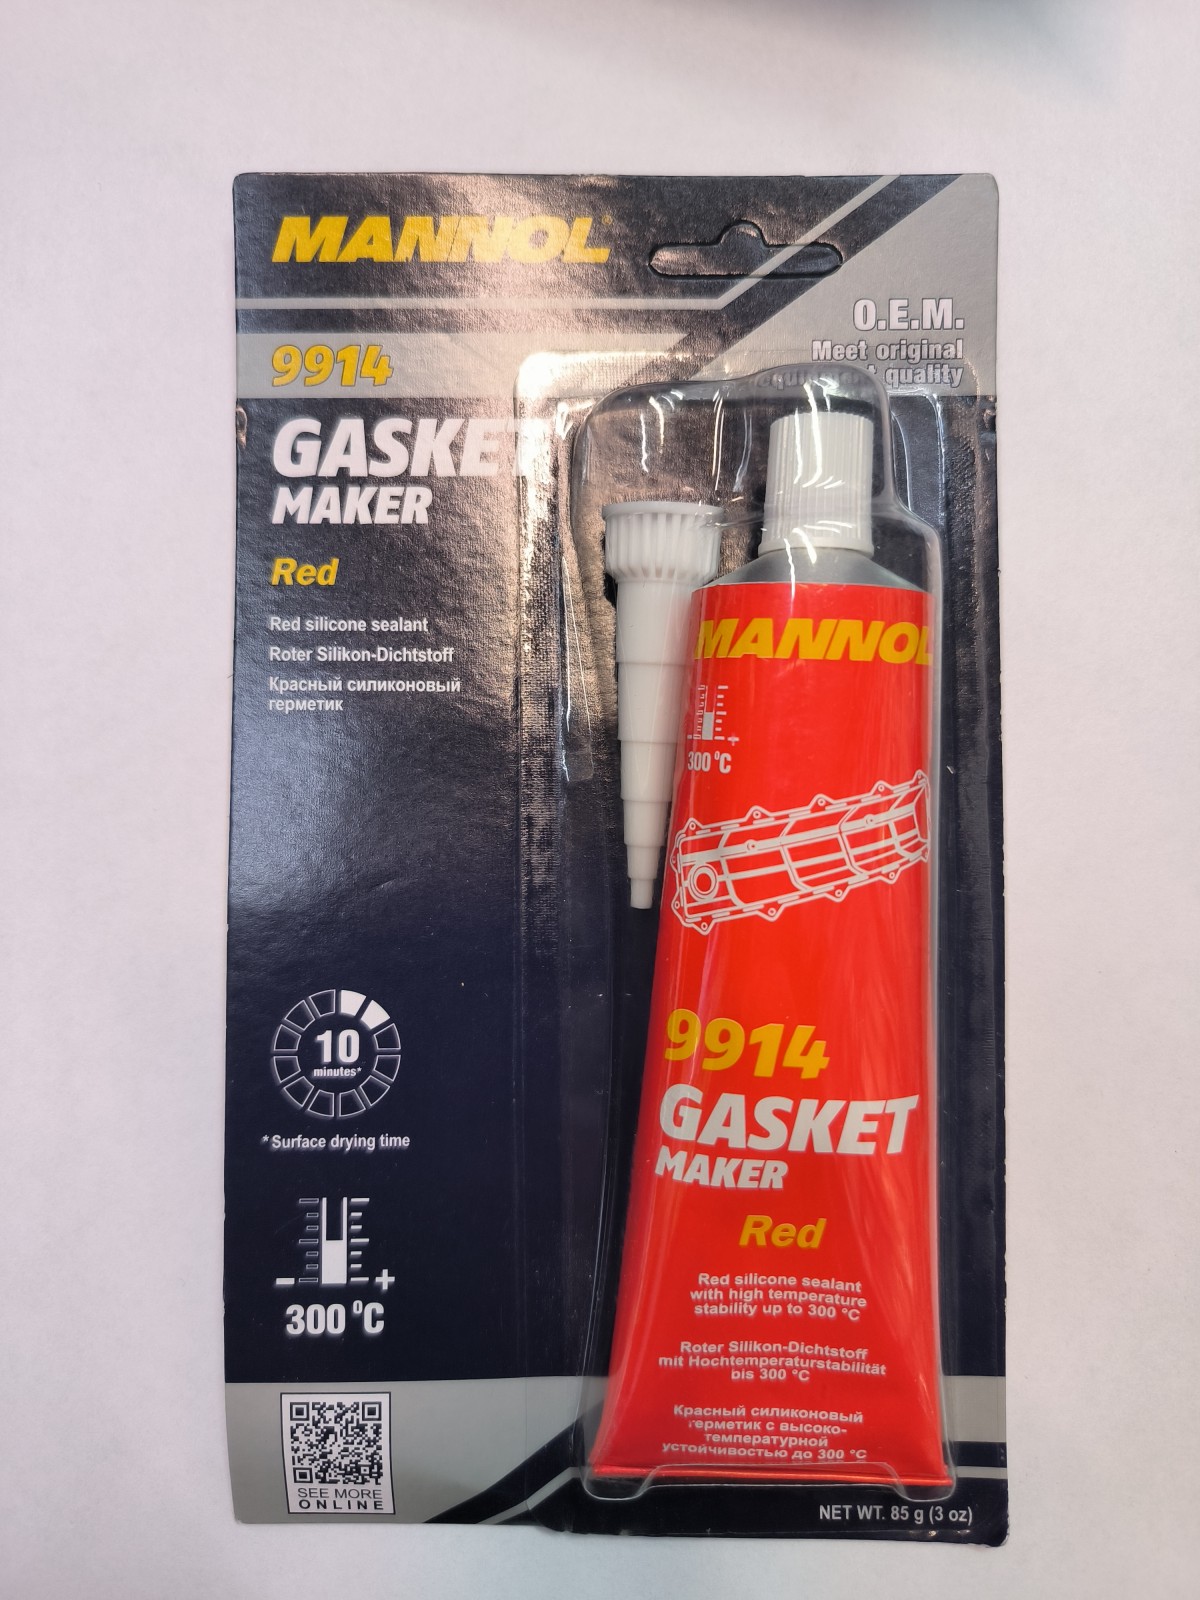 MANNOL®
O.E.M.
Meet original
equipment quality
9914
GASKET
MAKER
Red
Red silicone sealant
Roter Silikon-Dichtstoff
Красный силиконовый
герметик
10
minutes*
*Surface drying time
300 °C
SEE MORE
ONLINE
MANNOL
300 °C
9914
GASKET
MAKER
Red
Red silicone sealant
with high temperature
stability up to 300 °C
Roter Silikon-Dichtstoff
mit Hochtemperaturstabilität
bis 300 °C
Красный силиконовый
герметик с высоко-
температурной
устойчивостью до 300 °C
NET WT. 85 g (3 oz)